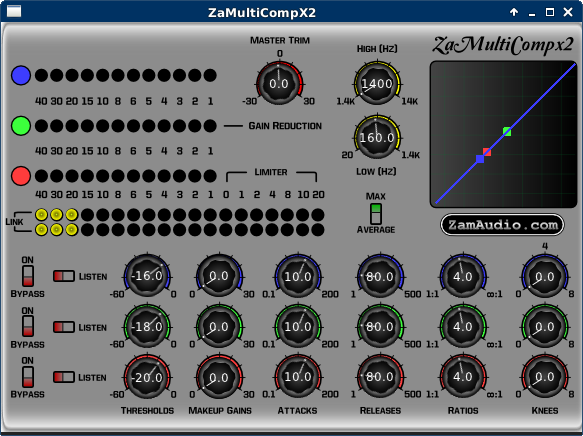 ZaMultiCompX2
MASTER TRIM
0
0.0
-30 30
HIGH (HZ)
1400
1.4K 14K
ZaMultiCompx2
40 30 20 15 10 8 6 5 4 3 2 1
GAIN REDUCTION
160.0
20 1.4K
LOW (HZ)
40 30 20 15 10 8 6 5 4 3 2 1
LIMITER
40 30 20 15 10 8 6 5 4 3 2 1 0 1 2 4 6 8 10 20
LINK
MAX
AVERAGE
ZamAudio.com
4
ON
BYPASS
LISTEN
-16.0
-60 0
0.0
0 30
10.0
0.1 200
80.0
1 500
4.0
1:1 ∞:1
0.0
0 8
ON
BYPASS
LISTEN
-18.0
-60 0
0.0
0 30
10.0
0.1 200
80.0
1 500
4.0
1:1 ∞:1
0.0
0 8
ON
BYPASS
LISTEN
-20.0
-60 0
0.0
0 30
10.0
0.1 200
80.0
1 500
4.0
1:1 ∞:1
0.0
0 8
THRESHOLDS MAKEUP GAINS ATTACKS RELEASES RATIOS KNEES